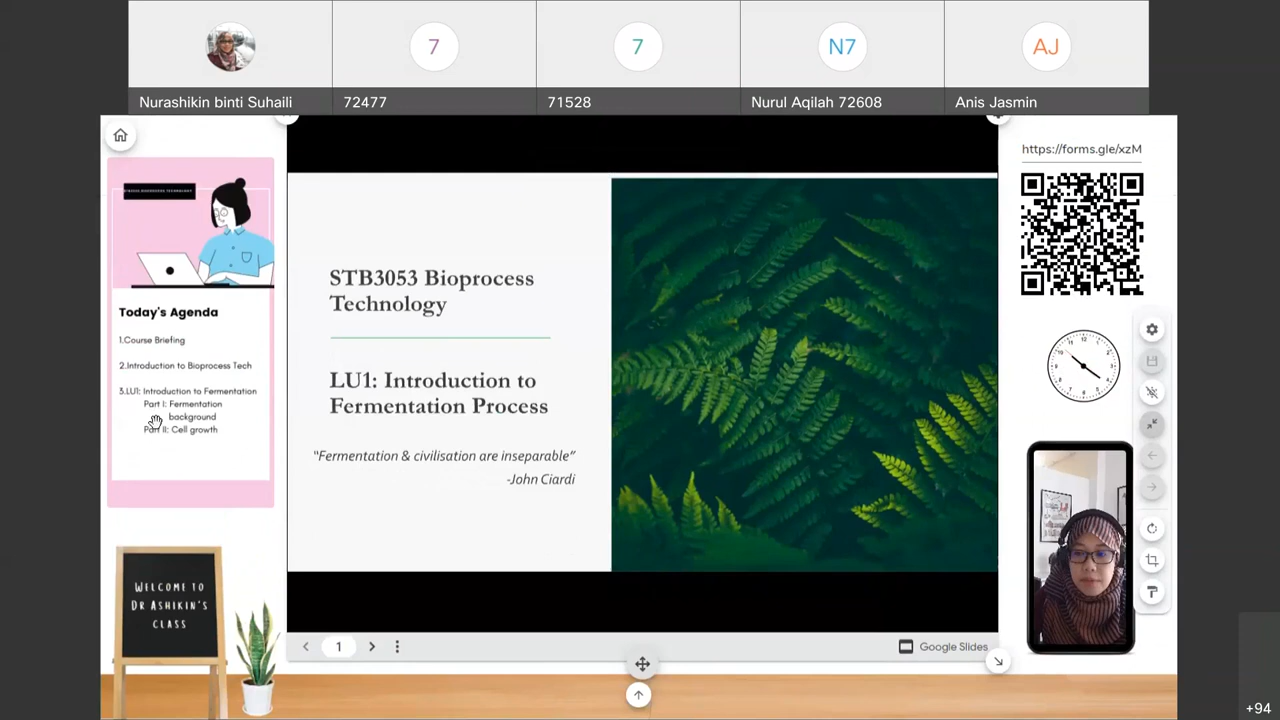 7
7
N7
AJ
Nurashikin binti Suhaili
72477
71528
Nurul Aqilah 72608
Anis Jasmin
https://forms.gle/xzM
STB3053 BIOPROCESS TECHNOLOGY
Today's Agenda
1.Course Briefing
2.Introduction to Bioprocess Tech
3.LU1: Introduction to Fermentation
Part I: Fermentation
background
Part II: Cell growth
STB3053 Bioprocess
Technology
LU1: Introduction to
Fermentation Process
"Fermentation & civilisation are inseparable"
-John Ciardi
WELCOME TO
DR ASHIKIN'S
CLASS
1
Google Slides
+94